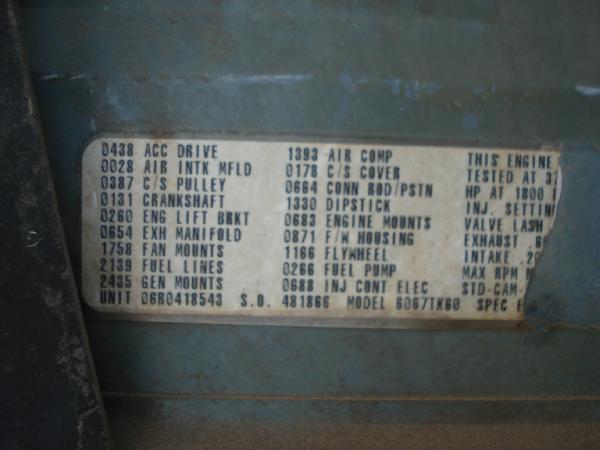 0438 ACC DRIVE 1393 AIR COMP THIS ENGINE
0028 AIR INTK MFLD 0178 C/S COVER TESTED AT
0387 C/S PULLEY 0664 CONN ROD/PSTN HP AT 1800
0131 CRANKSHAFT 1330 DIPSTICK INJ. SETTIN
0260 ENG LIFT BRKT 0683 ENGINE MOUNTS VALVE LASH
0654 EXH MANIFOLD 0871 F/W HOUSING EXHAUST
1758 FAN MOUNTS 1166 FLYWHEEL INTAKE
2139 FUEL LINES 0266 FUEL PUMP MAX RPM
2435 GEN MOUNTS 0688 INJ CONT ELEC STD-CAM-
UNIT 06R0418543 S.O. 481866 MODEL 6067TK60 SPEC